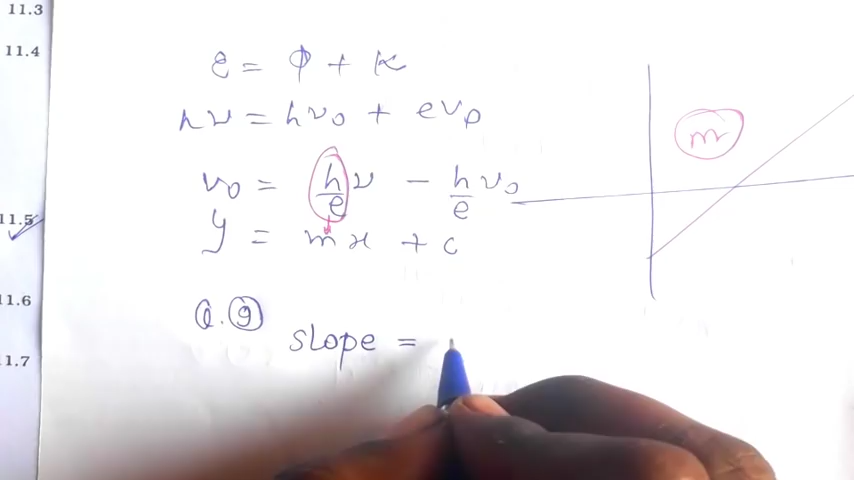 11.3
11.4
ε = φ + K
hν = hν₀ + eV₀
V₀ = h/e ν − h/e ν₀
m
11.5
y = mx + c
11.6
Q. 9
slope =
11.7